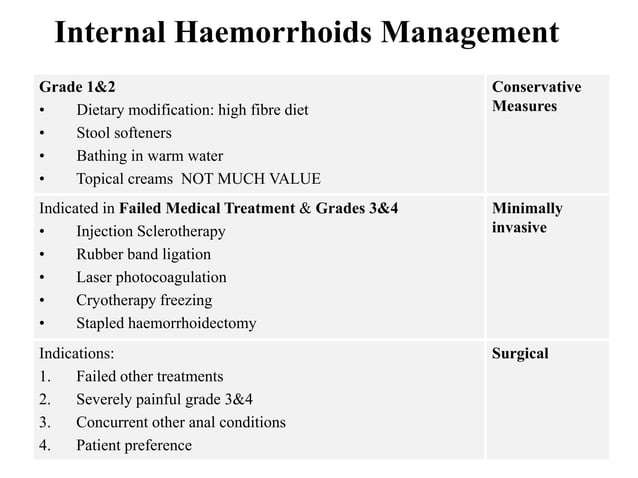 Internal Haemorrhoids Management
Grade 1&2
• Dietary modification: high fibre diet
• Stool softeners
• Bathing in warm water
• Topical creams  NOT MUCH VALUE
Conservative
Measures
Indicated in Failed Medical Treatment & Grades 3&4
• Injection Sclerotherapy
• Rubber band ligation
• Laser photocoagulation
• Cryotherapy freezing
• Stapled haemorrhoidectomy
Minimally
invasive
Indications:
1. Failed other treatments
2. Severely painful grade 3&4
3. Concurrent other anal conditions
4. Patient preference
Surgical